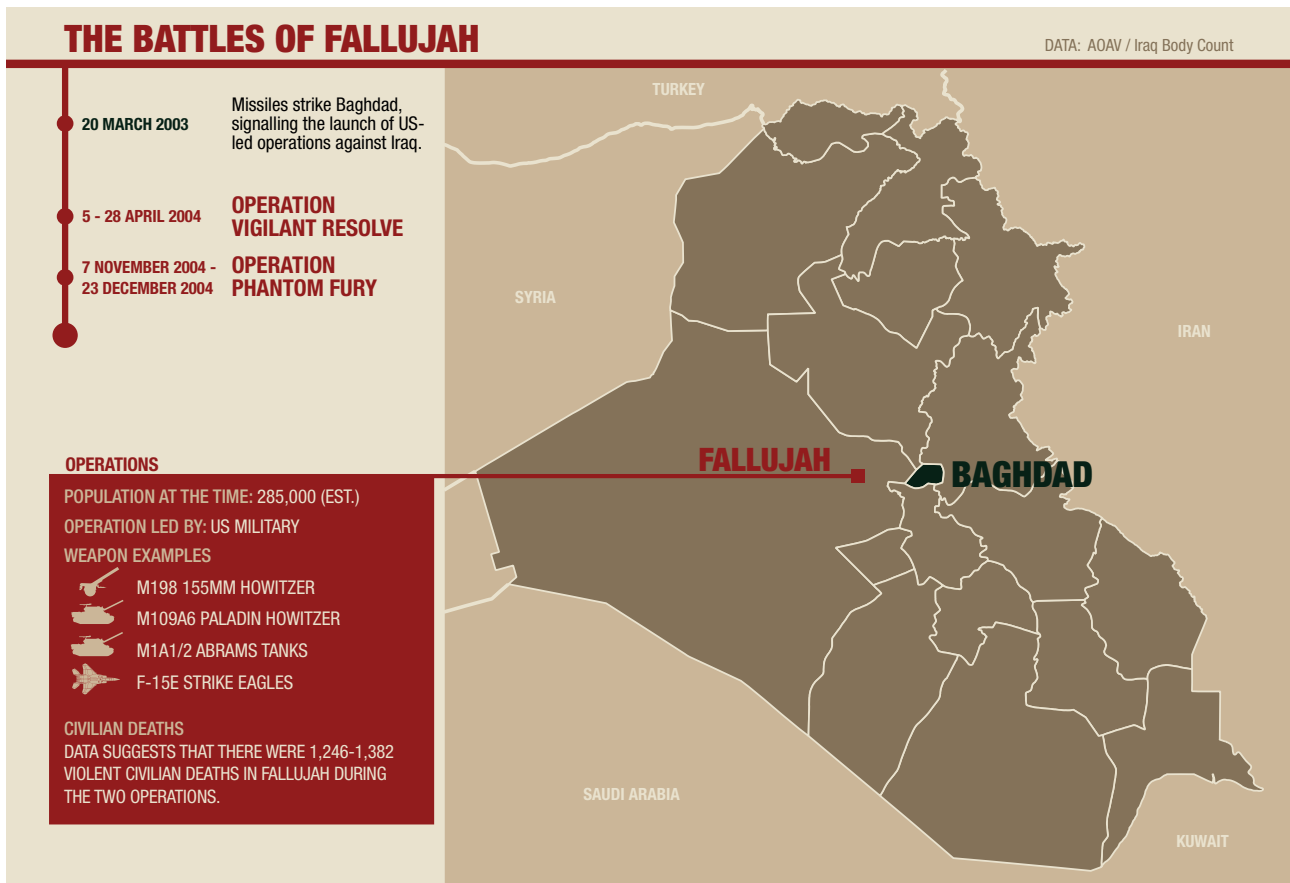 THE BATTLES OF FALLUJAH
DATA: AOAV / Iraq Body Count
20 MARCH 2003
Missiles strike Baghdad,
signalling the launch of US-
led operations against Iraq.
5 - 28 APRIL 2004
OPERATION
VIGILANT RESOLVE
7 NOVEMBER 2004 -
23 DECEMBER 2004
OPERATION
PHANTOM FURY
TURKEY
SYRIA
IRAN
FALLUJAH
BAGHDAD
SAUDI ARABIA
KUWAIT
OPERATIONS
POPULATION AT THE TIME: 285,000 (EST.)
OPERATION LED BY: US MILITARY
WEAPON EXAMPLES
M198 155MM HOWITZER
M109A6 PALADIN HOWITZER
M1A1/2 ABRAMS TANKS
F-15E STRIKE EAGLES
CIVILIAN DEATHS
DATA SUGGESTS THAT THERE WERE 1,246-1,382
VIOLENT CIVILIAN DEATHS IN FALLUJAH DURING
THE TWO OPERATIONS.